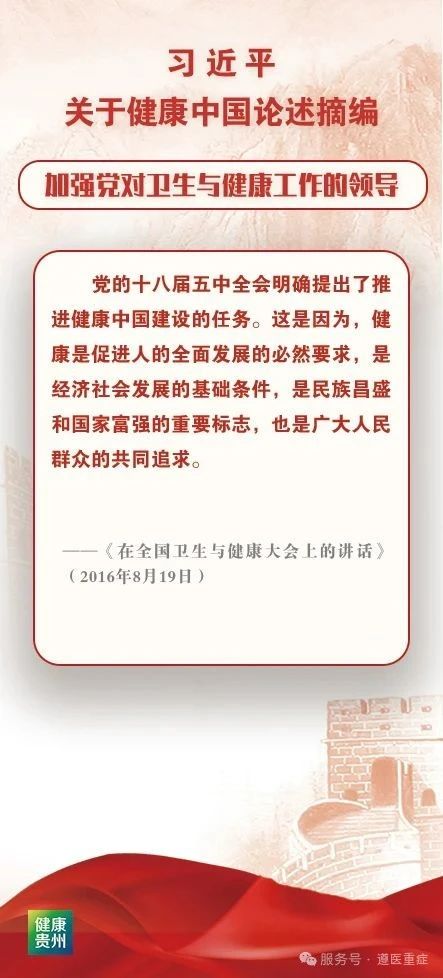 习近平
关于健康中国论述摘编
加强党对卫生与健康工作的领导
党的十八届五中全会明确提出了推
进健康中国建设的任务。这是因为，健
康是促进人的全面发展的必然要求，是
经济社会发展的基础条件，是民族昌盛
和国家富强的重要标志，也是广大人民
群众的共同追求。
——《在全国卫生与健康大会上的讲话》
（2016年8月19日）
健康
贵州
服务号·遵医重症